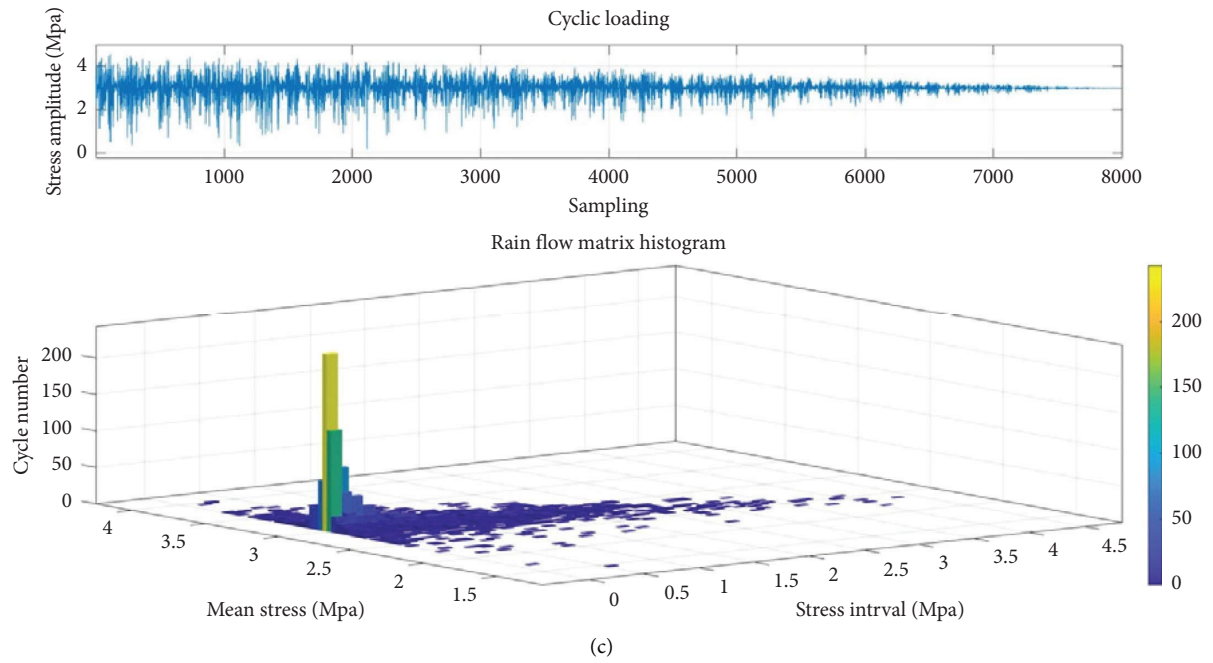 Cyclic loading
Stress amplitude (Mpa)
4
2
0
1000 2000 3000 4000 5000 6000 7000 8000
Sampling
Rain flow matrix histogram
Cycle number
200
150
100
50
0
4 3.5 3 2.5 2 1.5
Mean stress (Mpa)
0 0.5 1 1.5 2 2.5 3 3.5 4 4.5
Stress intrval (Mpa)
200
150
100
50
0
(c)